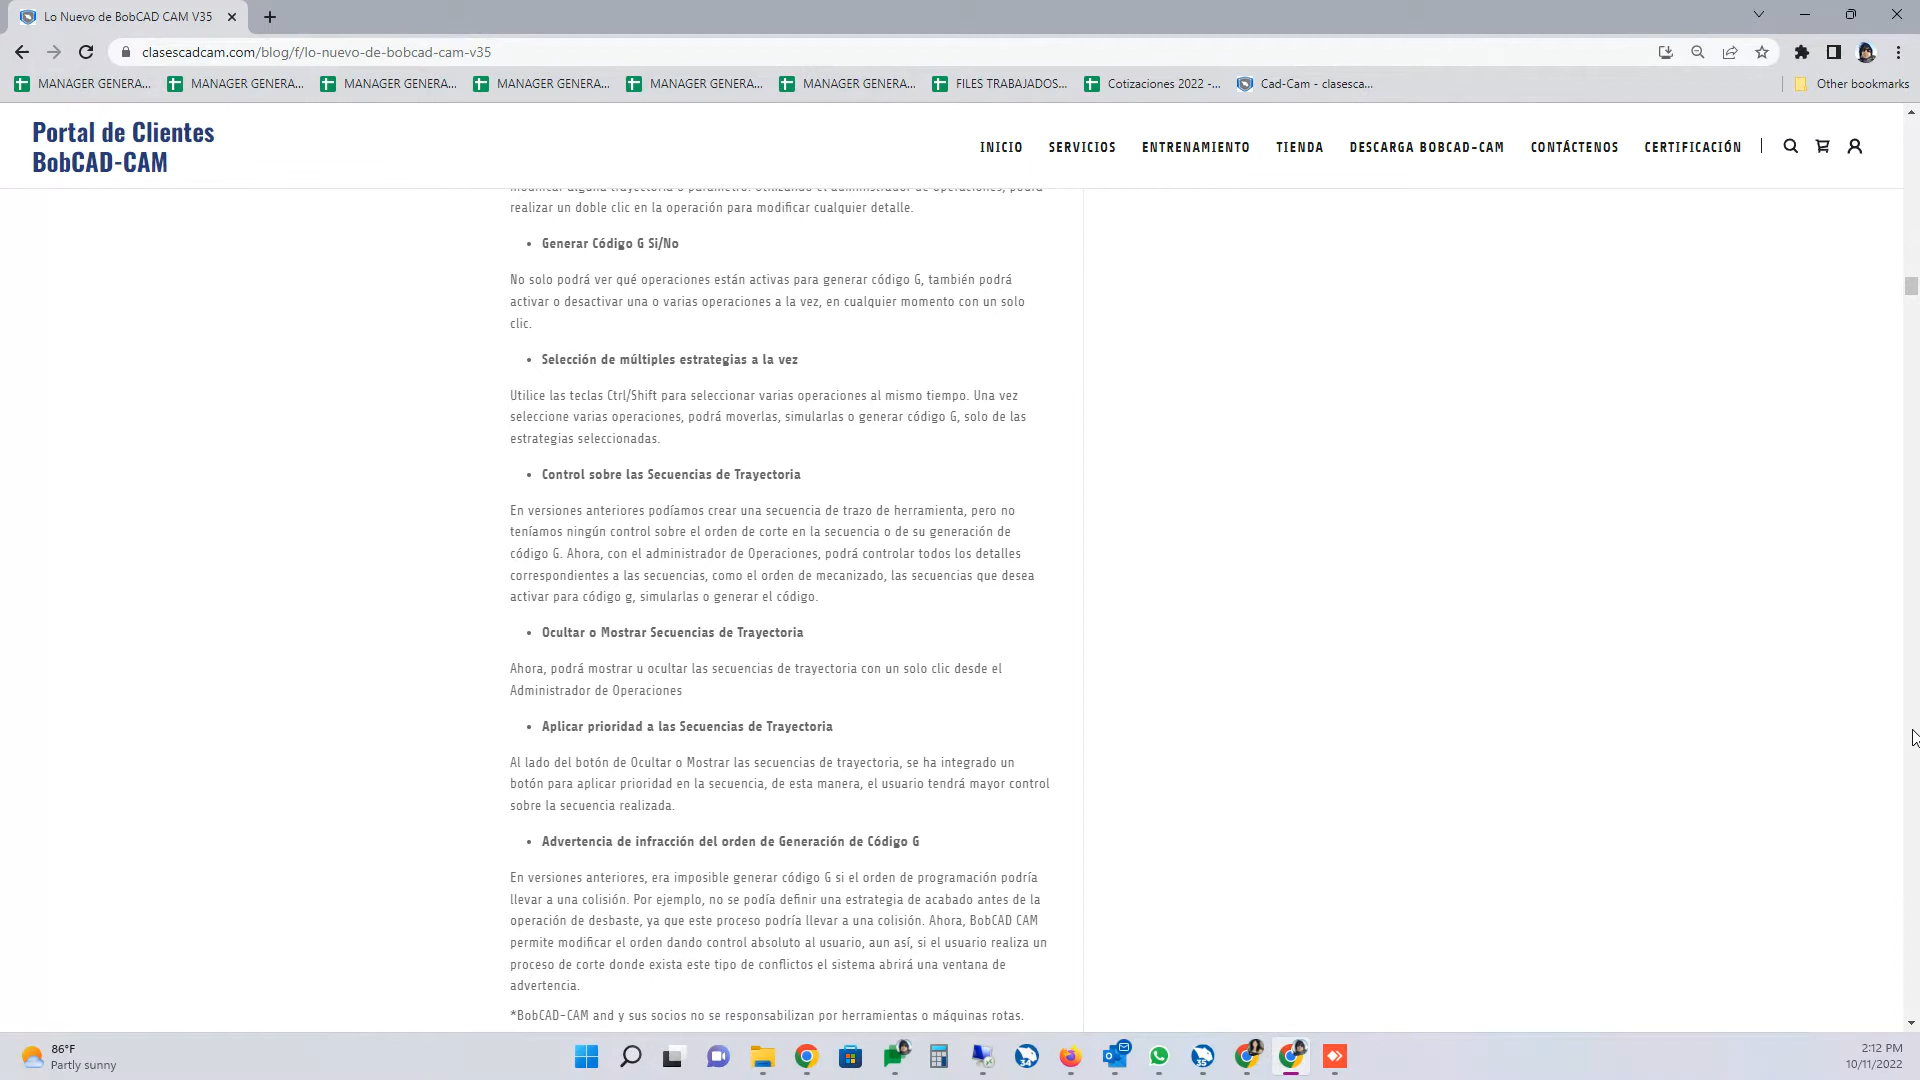 Lo Nuevo de BobCAD CAM V35
clasescadcam.com/blog/f/lo-nuevo-de-bobcad-cam-v35
MANAGER GENERA... MANAGER GENERA... MANAGER GENERA... MANAGER GENERA... MANAGER GENERA... MANAGER GENERA... FILES TRABAJADOS... Cotizaciones 2022 -... Cad-Cam - clasesca... Other bookmarks
Portal de Clientes
BobCAD-CAM
INICIO SERVICIOS ENTRENAMIENTO TIENDA DESCARGA BOBCAD-CAM CONTÁCTENOS CERTIFICACIÓN
modificar alguna trayectoria o parámetro. Utilizando el administrador de operaciones, podrá
realizar un doble clic en la operación para modificar cualquier detalle.
• Generar Código G Si/No
No solo podrá ver qué operaciones están activas para generar código G, también podrá
activar o desactivar una o varias operaciones a la vez, en cualquier momento con un solo
clic.
• Selección de múltiples estrategias a la vez
Utilice las teclas Ctrl/Shift para seleccionar varias operaciones al mismo tiempo. Una vez
seleccione varias operaciones, podrá moverlas, simularlas o generar código G, solo de las
estrategias seleccionadas.
• Control sobre las Secuencias de Trayectoria
En versiones anteriores podíamos crear una secuencia de trazo de herramienta, pero no
teníamos ningún control sobre el orden de corte en la secuencia o de su generación de
código G. Ahora, con el administrador de Operaciones, podrá controlar todos los detalles
correspondientes a las secuencias, como el orden de mecanizado, las secuencias que desea
activar para código g, simularlas o generar el código.
• Ocultar o Mostrar Secuencias de Trayectoria
Ahora, podrá mostrar u ocultar las secuencias de trayectoria con un solo clic desde el
Administrador de Operaciones
• Aplicar prioridad a las Secuencias de Trayectoria
Al lado del botón de Ocultar o Mostrar las secuencias de trayectoria, se ha integrado un
botón para aplicar prioridad en la secuencia, de esta manera, el usuario tendrá mayor control
sobre la secuencia realizada.
• Advertencia de infracción del orden de Generación de Código G
En versiones anteriores, era imposible generar código G si el orden de programación podría
llevar a una colisión. Por ejemplo, no se podía definir una estrategia de acabado antes de la
operación de desbaste, ya que este proceso podría llevar a una colisión. Ahora, BobCAD CAM
permite modificar el orden dando control absoluto al usuario, aun así, si el usuario realiza un
proceso de corte donde exista este tipo de conflictos el sistema abrirá una ventana de
advertencia.
*BobCAD-CAM and y sus socios no se responsabilizan por herramientas o máquinas rotas.
86°F
Partly sunny
34
35
2:12 PM
10/11/2022